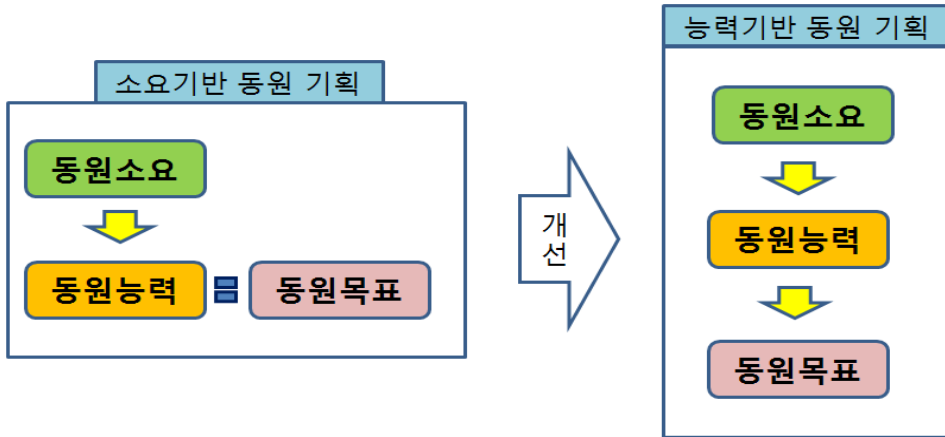 소요기반 동원 기획
동원소요
동원능력 = 동원목표
개
선
능력기반 동원 기획
동원소요
동원능력
동원목표